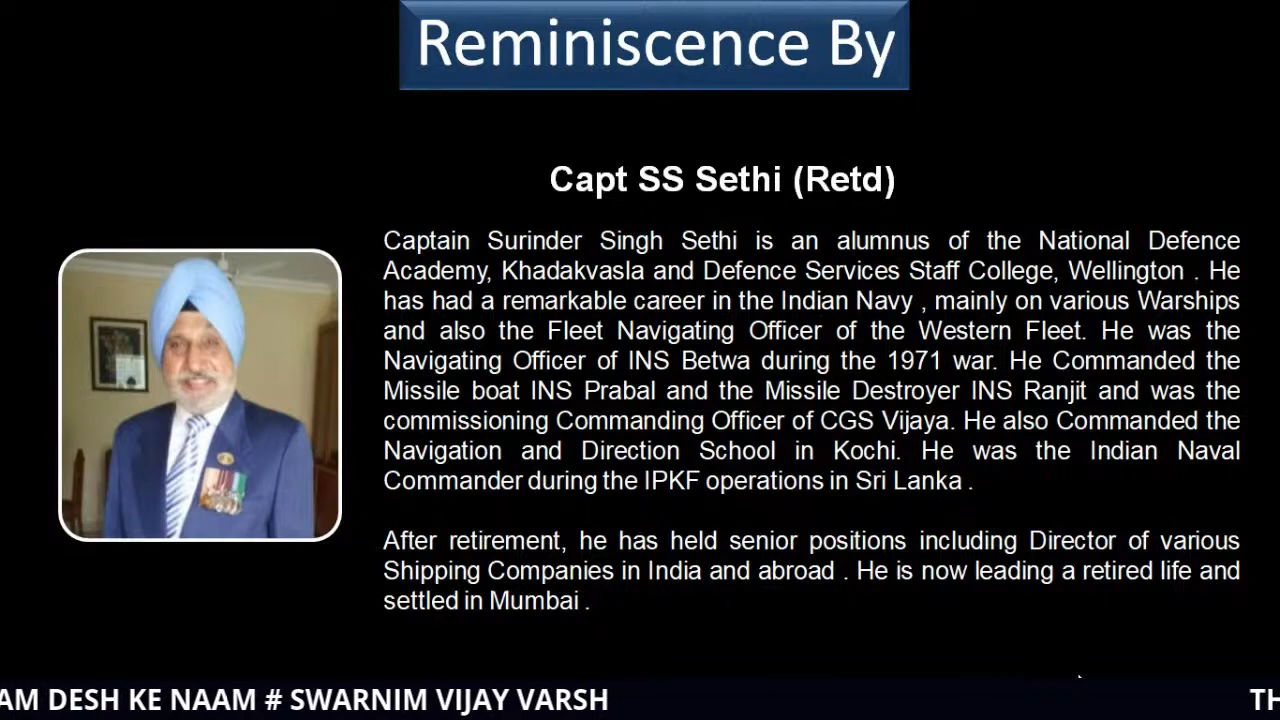 Reminiscence By
Capt SS Sethi (Retd)
Captain Surinder Singh Sethi is an alumnus of the National Defence
Academy, Khadakvasla and Defence Services Staff College, Wellington . He
has had a remarkable career in the Indian Navy , mainly on various Warships
and also the Fleet Navigating Officer of the Western Fleet. He was the
Navigating Officer of INS Betwa during the 1971 war. He Commanded the
Missile boat INS Prabal and the Missile Destroyer INS Ranjit and was the
commissioning Commanding Officer of CGS Vijaya. He also Commanded the
Navigation and Direction School in Kochi. He was the Indian Naval
Commander during the IPKF operations in Sri Lanka .
After retirement, he has held senior positions including Director of various
Shipping Companies in India and abroad . He is now leading a retired life and
settled in Mumbai .
AM DESH KE NAAM # SWARNIM VIJAY VARSH TH